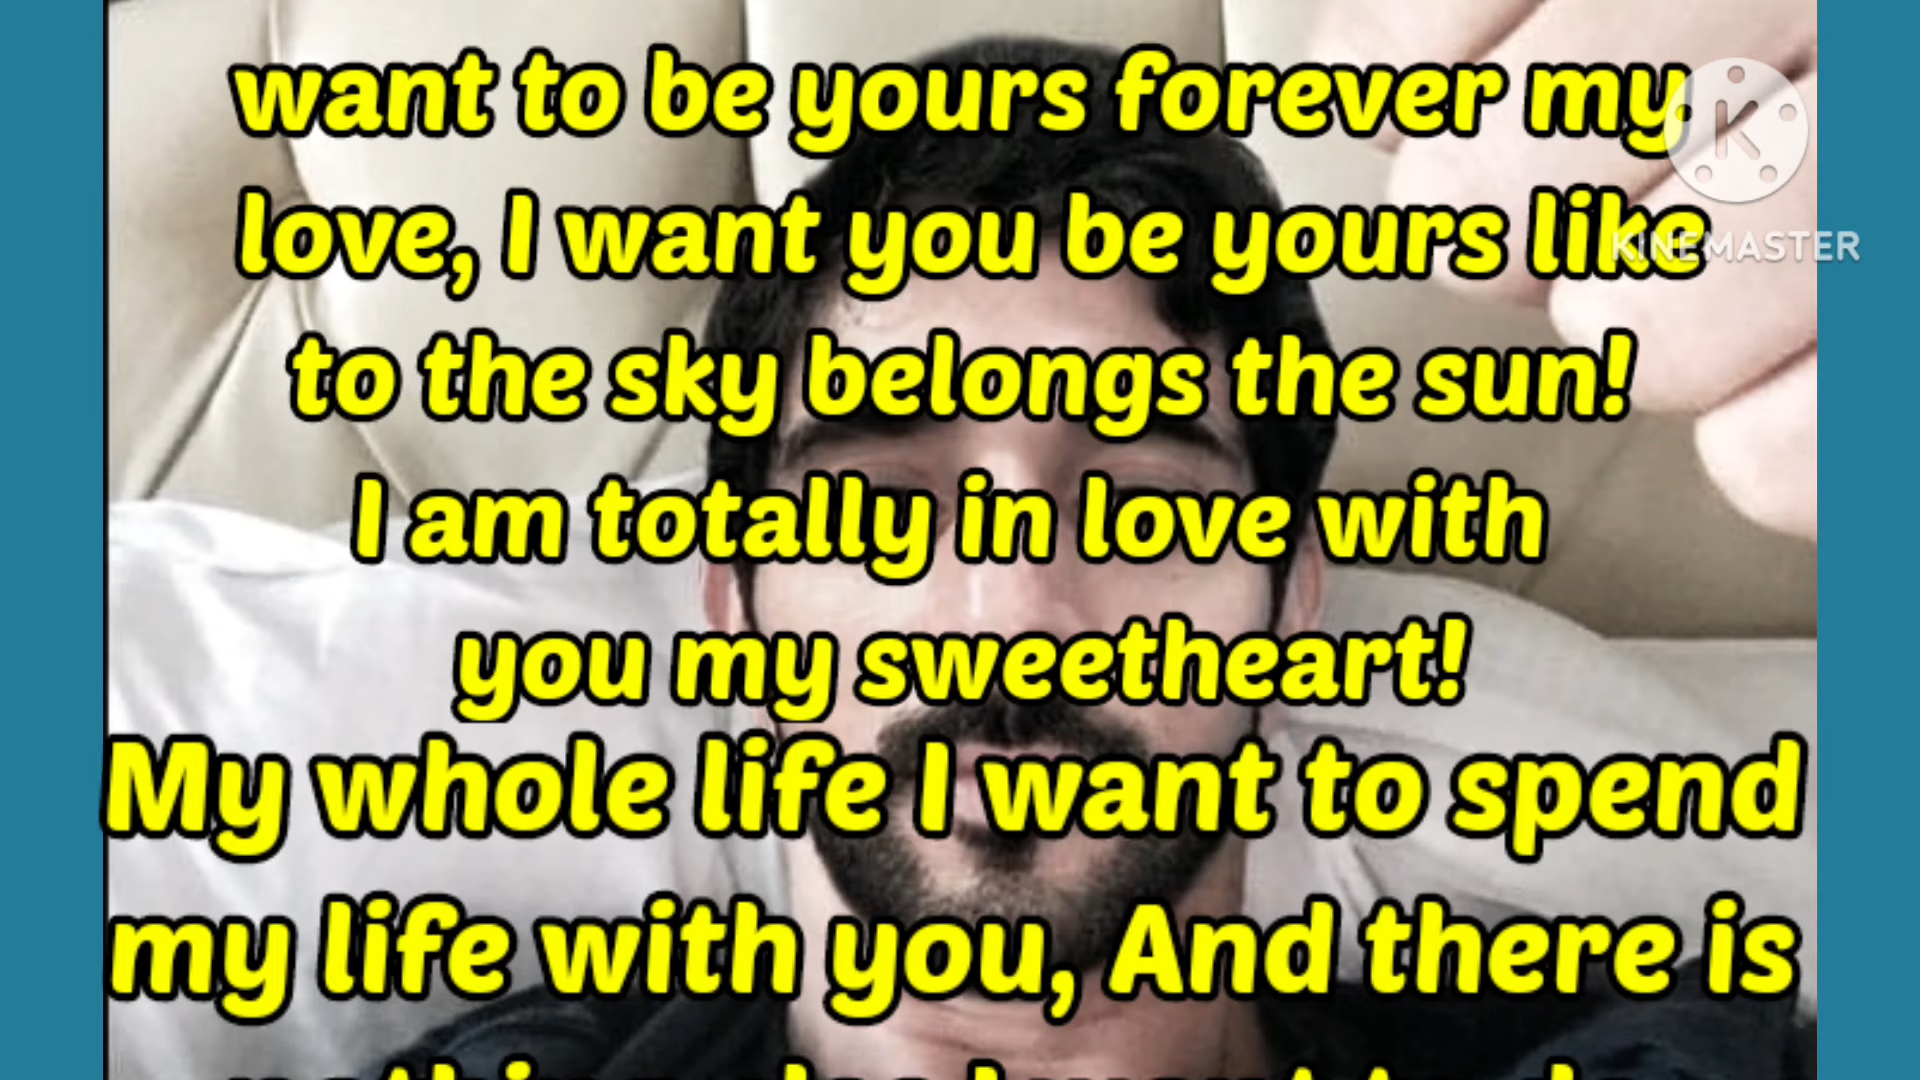 want to be yours forever my
love, I want you be yours like
to the sky belongs the sun!
I am totally in love with
you my sweetheart!
My whole life I want to spend
my life with you, And there is
K
KINEMASTER